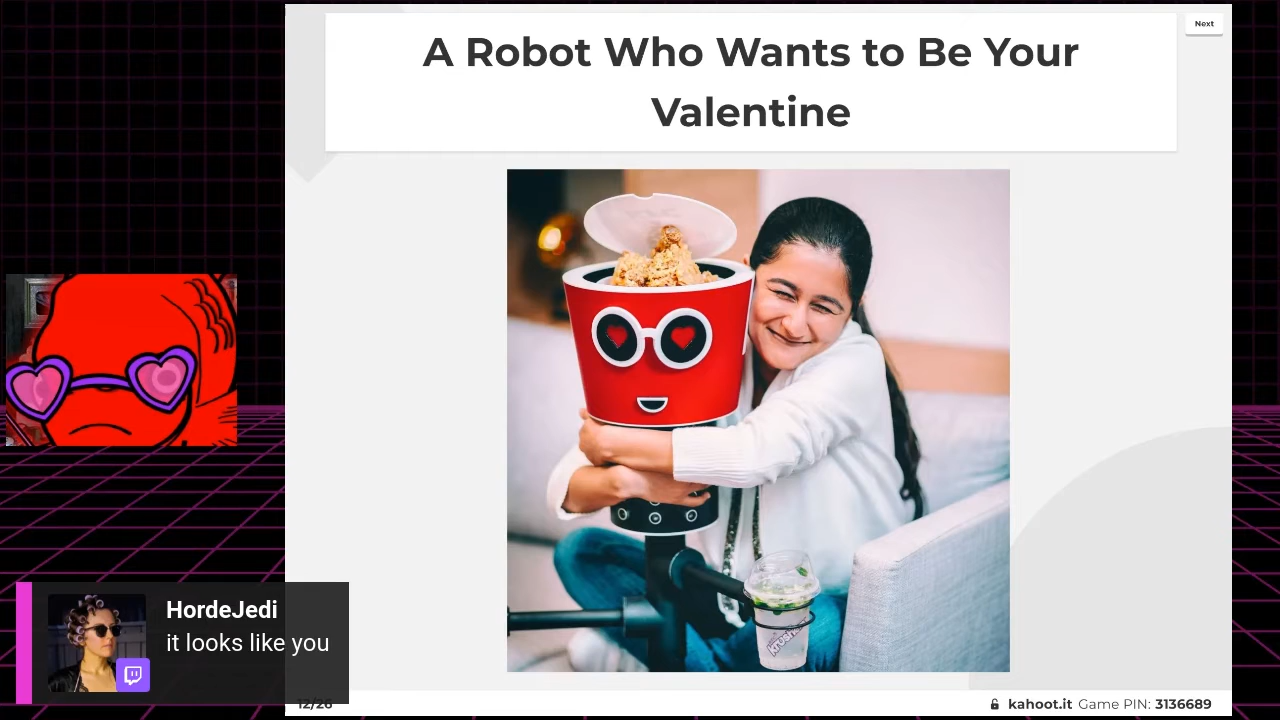 Next
A Robot Who Wants to Be Your
Valentine
krush
HordeJedi
it looks like you
12/26
kahoot.it Game PIN: 3136689